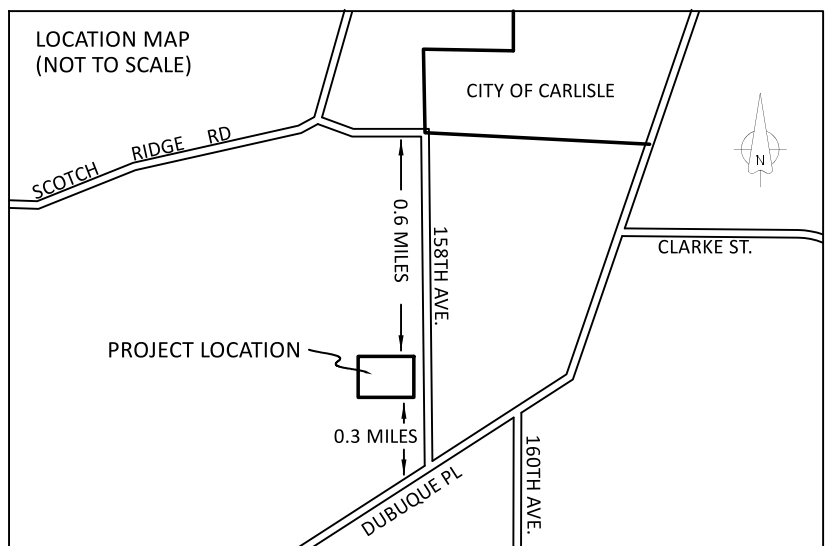 LOCATION MAP
(NOT TO SCALE)
CITY OF CARLISLE
SCOTCH RIDGE RD
N
0.6 MILES
158TH AVE.
CLARKE ST.
PROJECT LOCATION
0.3 MILES
DUBUQUE PL
160TH AVE.